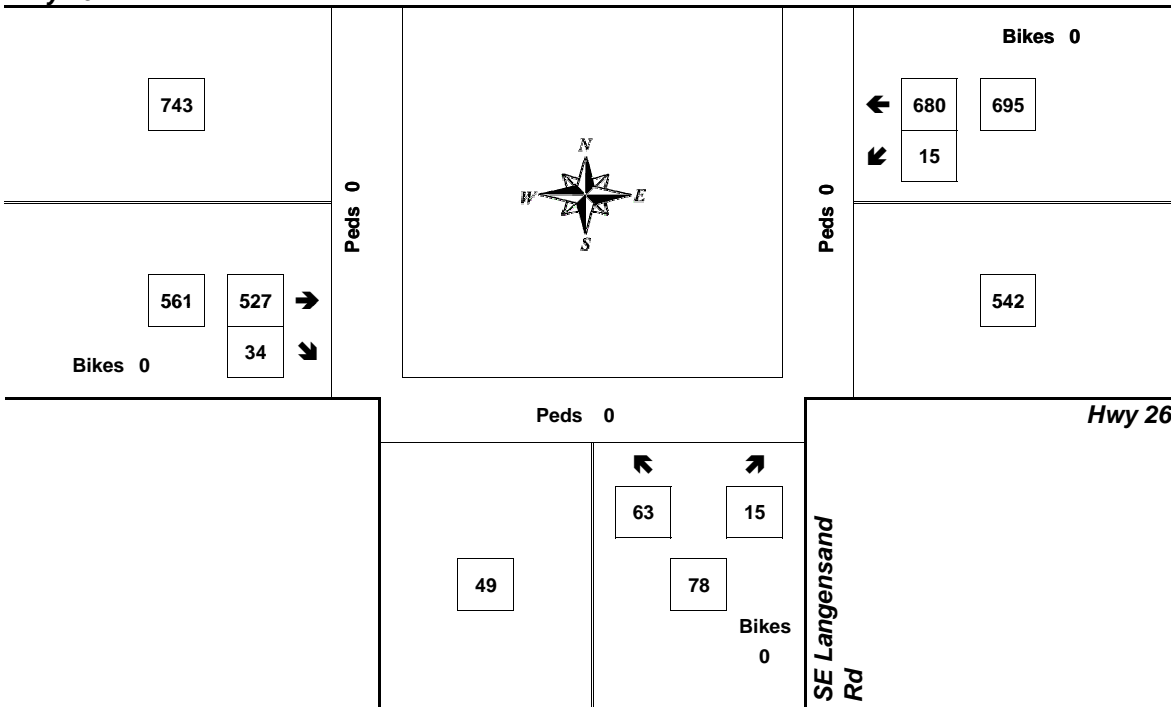 Bikes 0
743
680 695
15
N
W E
S
Peds 0
Peds 0
561 527
34
Bikes 0
542
Peds 0
Hwy 26
63 15
49
78
Bikes
0
SE Langensand
Rd